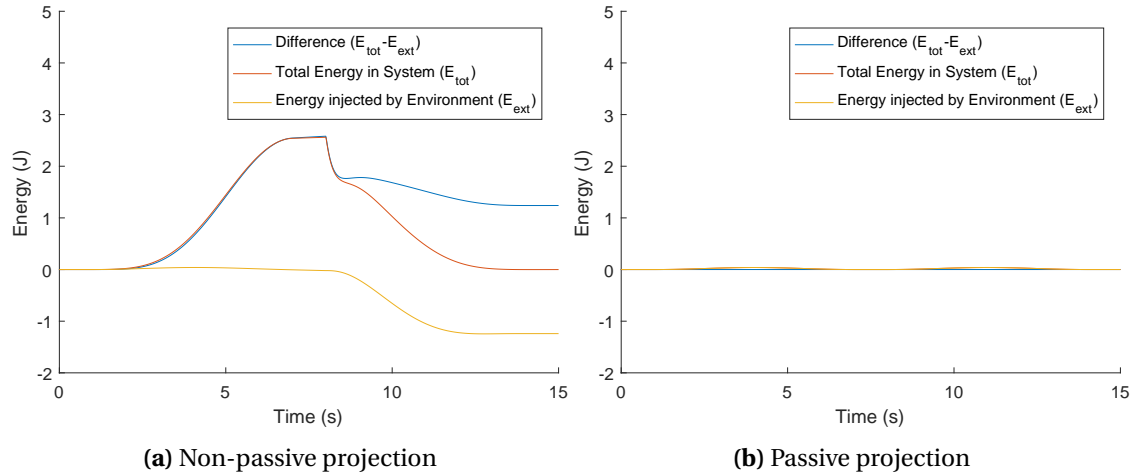 5
4
3
2
1
0
-1
-2
Energy (J)
Difference (E_tot-E_ext)
Total Energy in System (E_tot)
Energy injected by Environment (E_ext)
0
5
10
15
Time (s)
(a) Non-passive projection
5
4
3
2
1
0
-1
-2
Energy (J)
Difference (E_tot-E_ext)
Total Energy in System (E_tot)
Energy injected by Environment (E_ext)
0
5
10
15
Time (s)
(b) Passive projection